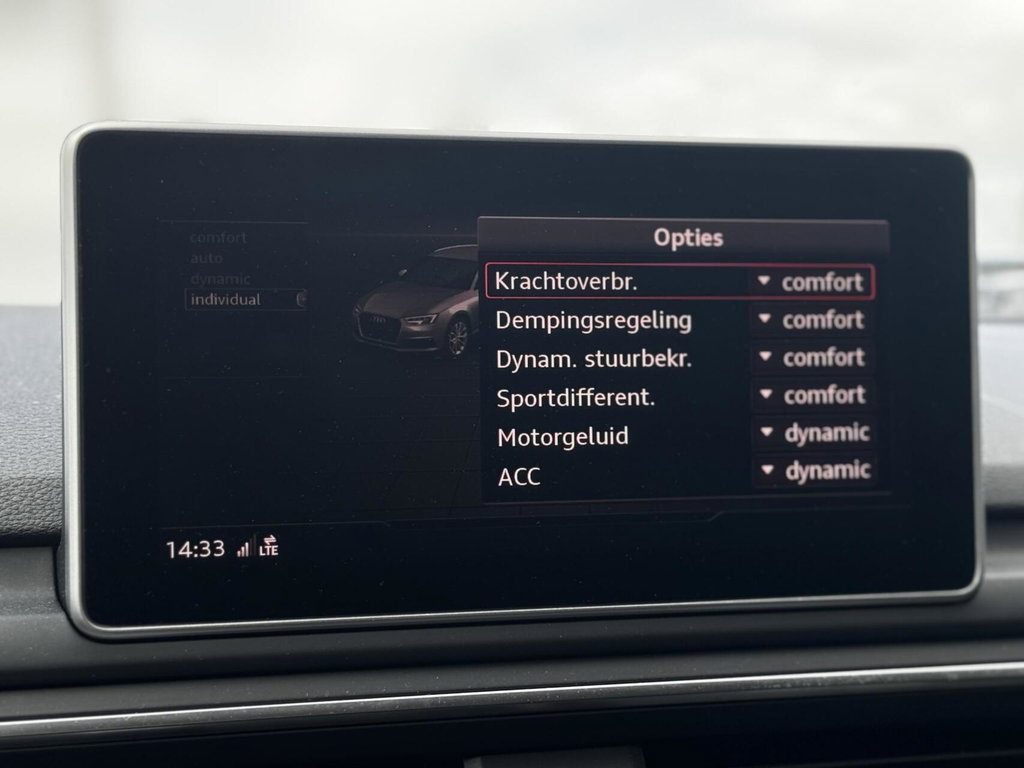 comfort
auto
dynamic
individual
Opties
Krachtoverbr. comfort
Dempingsregeling comfort
Dynam. stuurbekr. comfort
Sportdifferent. comfort
Motorgeluid dynamic
ACC dynamic
14:33 LTE